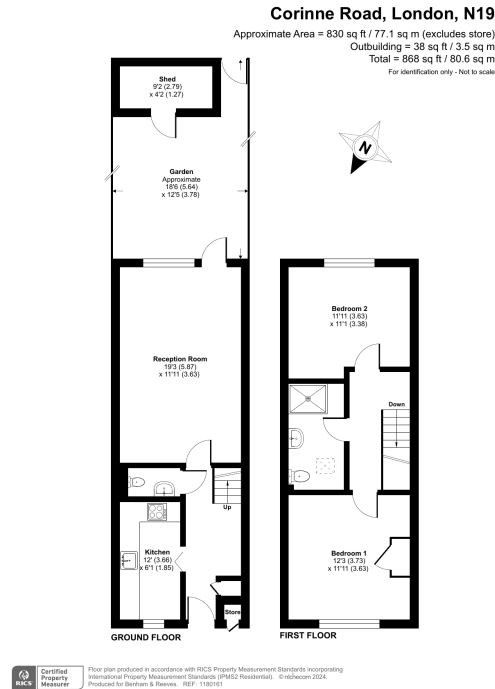 Corinne Road, London, N19
Approximate Area = 830 sq ft / 77.1 sq m (excludes store)
Outbuilding = 38 sq ft / 3.5 sq m
Total = 868 sq ft / 80.6 sq m
For identification only - Not to scale
Shed
9'2 (2.79)
x 4'2 (1.27)
N
Garden
Approximate
18'6 (5.64)
x 12'5 (3.78)
Bedroom 2
11'11 (3.63)
x 11'1 (3.38)
Reception Room
19'3 (5.87)
x 11'11 (3.63)
Down
Up
Kitchen
12' (3.66)
x 6'1 (1.85)
Bedroom 1
12'3 (3.73)
x 11'11 (3.63)
Store
GROUND FLOOR
FIRST FLOOR
RICS
Certified
Property
Measurer
Floor plan produced in accordance with RICS Property Measurement Standards incorporating
International Property Measurement Standards (IPMS2 Residential). © nichecom 2024.
Produced for Benham & Reeves. REF: 1180161